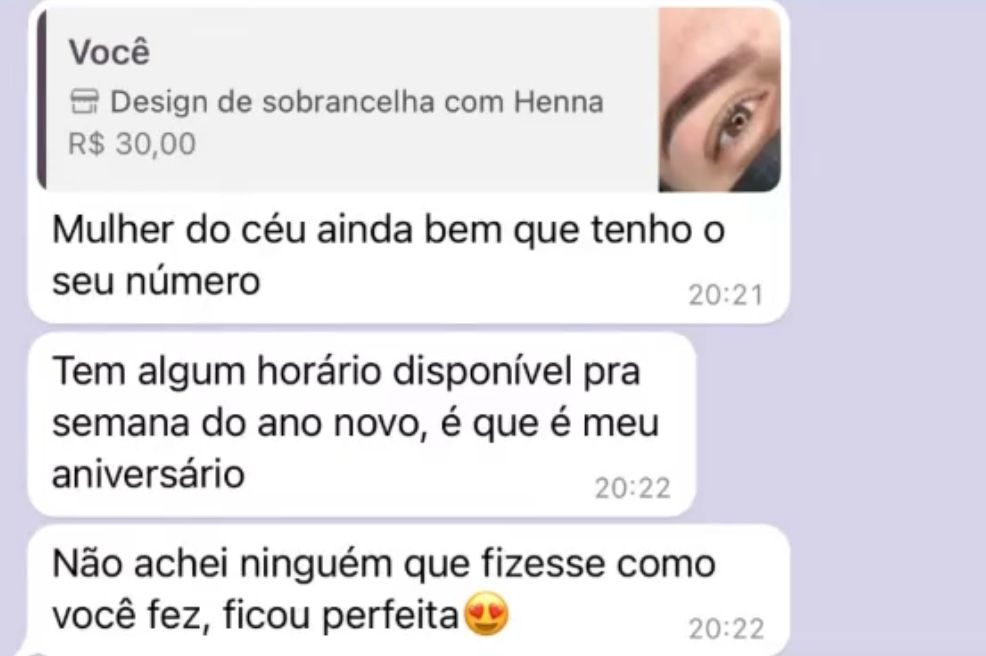 Você
Design de sobrancelha com Henna
R$ 30,00
Mulher do céu ainda bem que tenho o
seu número
20:21
Tem algum horário disponível pra
semana do ano novo, é que é meu
aniversário
20:22
Não achei ninguém que fizesse como
você fez, ficou perfeita😍
20:22